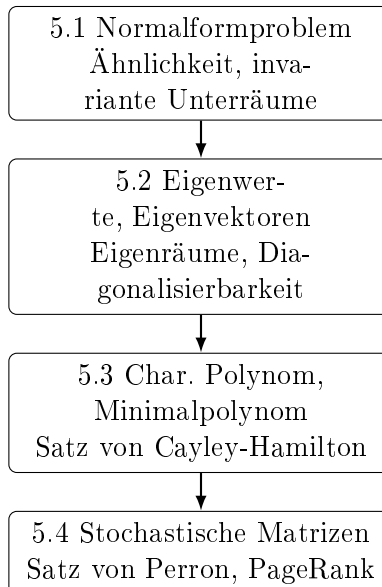 5.1 Normalformproblem
Ähnlichkeit, inva-
riante Unterräume
5.2 Eigenwer-
te, Eigenvektoren
Eigenräume, Dia-
gonalisierbarkeit
5.3 Char. Polynom,
Minimalpolynom
Satz von Cayley-Hamilton
5.4 Stochastische Matrizen
Satz von Perron, PageRank